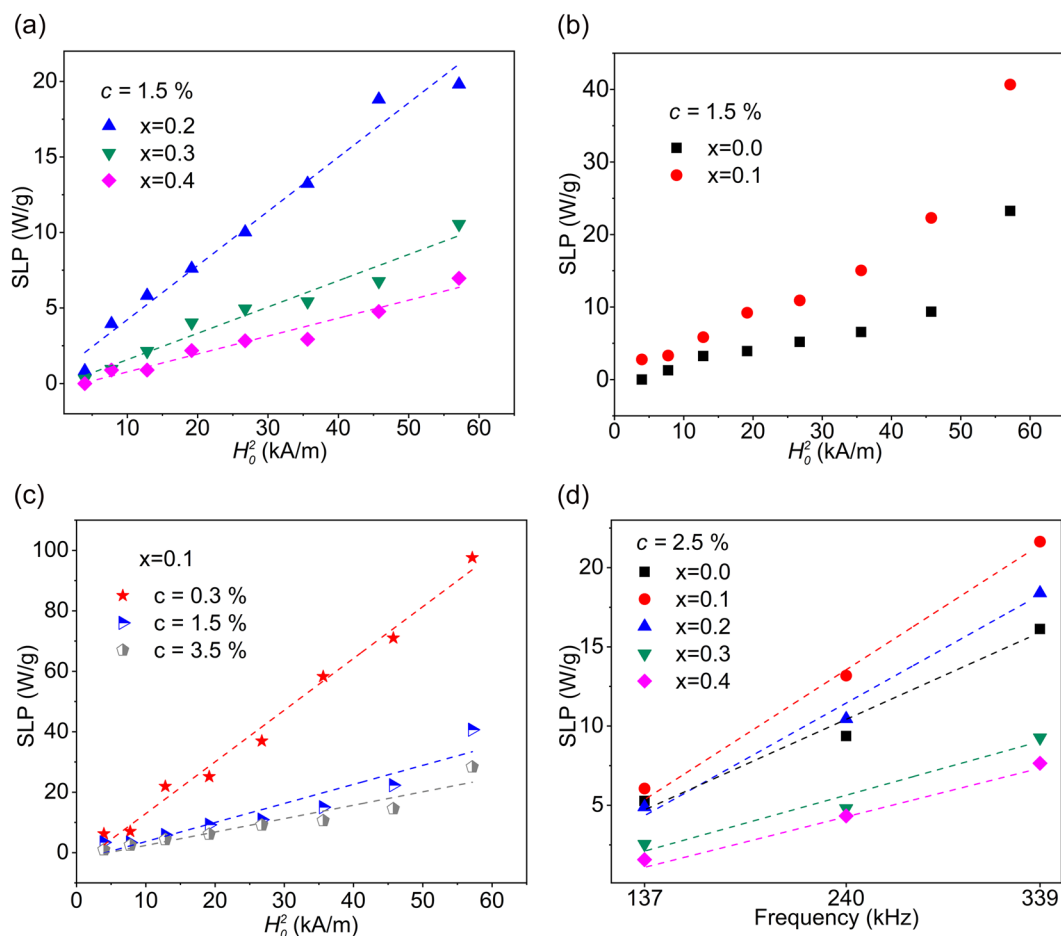 (a)
20
15
10
5
0
SLP (W/g)
c = 1.5 %
x=0.2
x=0.3
x=0.4
10 20 30 40 50 60
H₀² (kA/m)
(b)
40
30
20
10
0
SLP (W/g)
c = 1.5 %
x=0.0
x=0.1
0 10 20 30 40 50 60
H₀² (kA/m)
(c)
100
80
60
40
20
0
SLP (W/g)
x=0.1
c = 0.3 %
c = 1.5 %
c = 3.5 %
0 10 20 30 40 50 60
H₀² (kA/m)
(d)
20
15
10
5
SLP (W/g)
c = 2.5 %
x=0.0
x=0.1
x=0.2
x=0.3
x=0.4
137 240 339
Frequency (kHz)